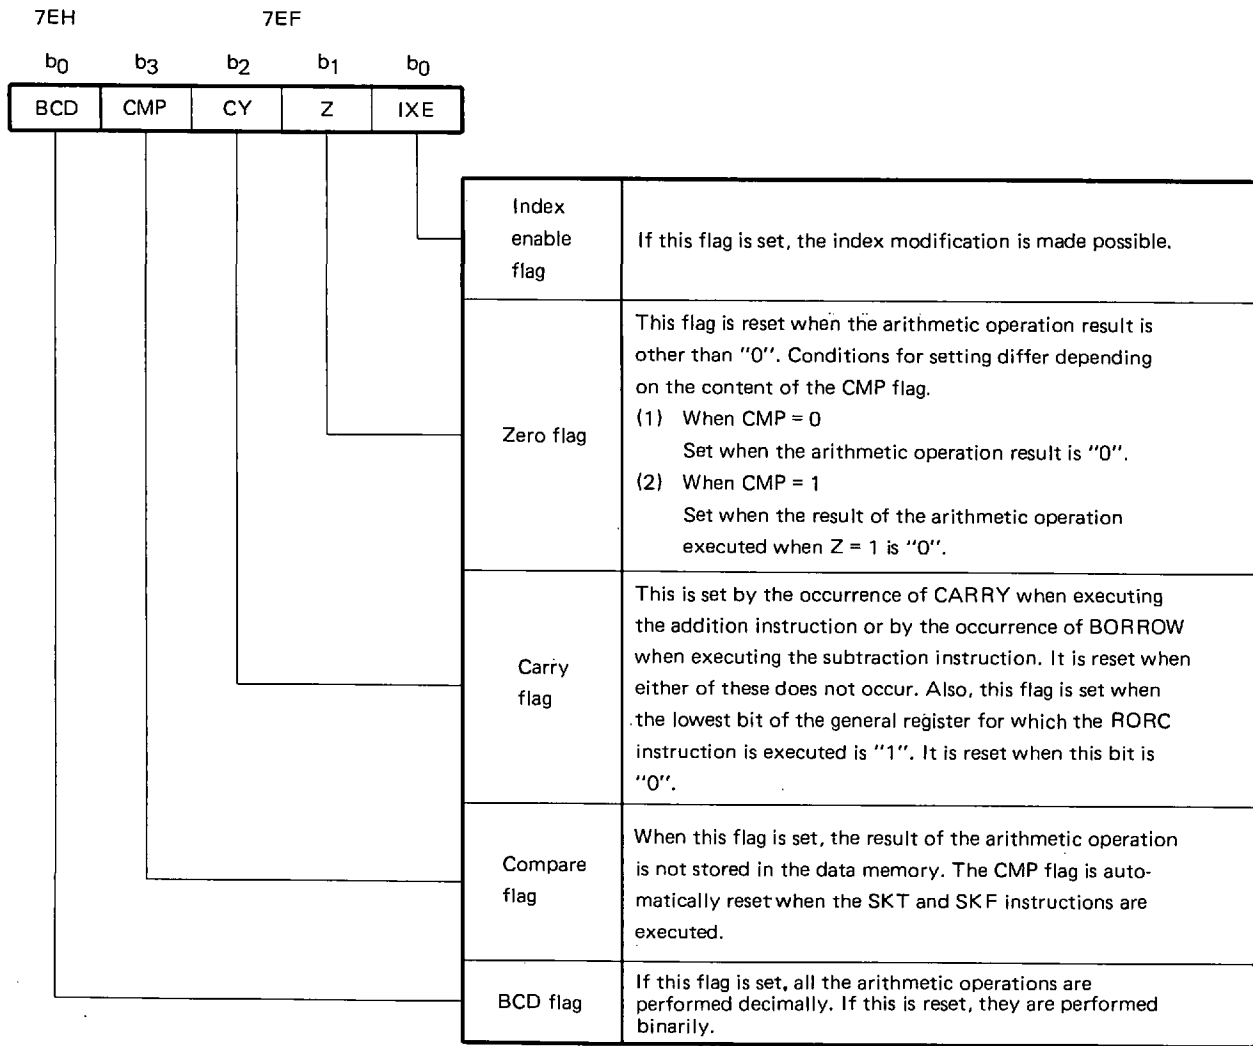 7EH 7EF
b0 b3 b2 b1 b0
BCD CMP CY Z IXE
Index
enable
flag
If this flag is set, the index modification is made possible.
Zero flag
This flag is reset when the arithmetic operation result is
other than "0". Conditions for setting differ depending
on the content of the CMP flag.
(1) When CMP = 0
Set when the arithmetic operation result is "0".
(2) When CMP = 1
Set when the result of the arithmetic operation
executed when Z = 1 is "0".
Carry
flag
This is set by the occurrence of CARRY when executing
the addition instruction or by the occurrence of BORROW
when executing the subtraction instruction. It is reset when
either of these does not occur. Also, this flag is set when
the lowest bit of the general register for which the RORC
instruction is executed is "1". It is reset when this bit is
"0".
Compare
flag
When this flag is set, the result of the arithmetic operation
is not stored in the data memory. The CMP flag is auto-
matically reset when the SKT and SKF instructions are
executed.
BCD flag
If this flag is set, all the arithmetic operations are
performed decimally. If this is reset, they are performed
binarily.